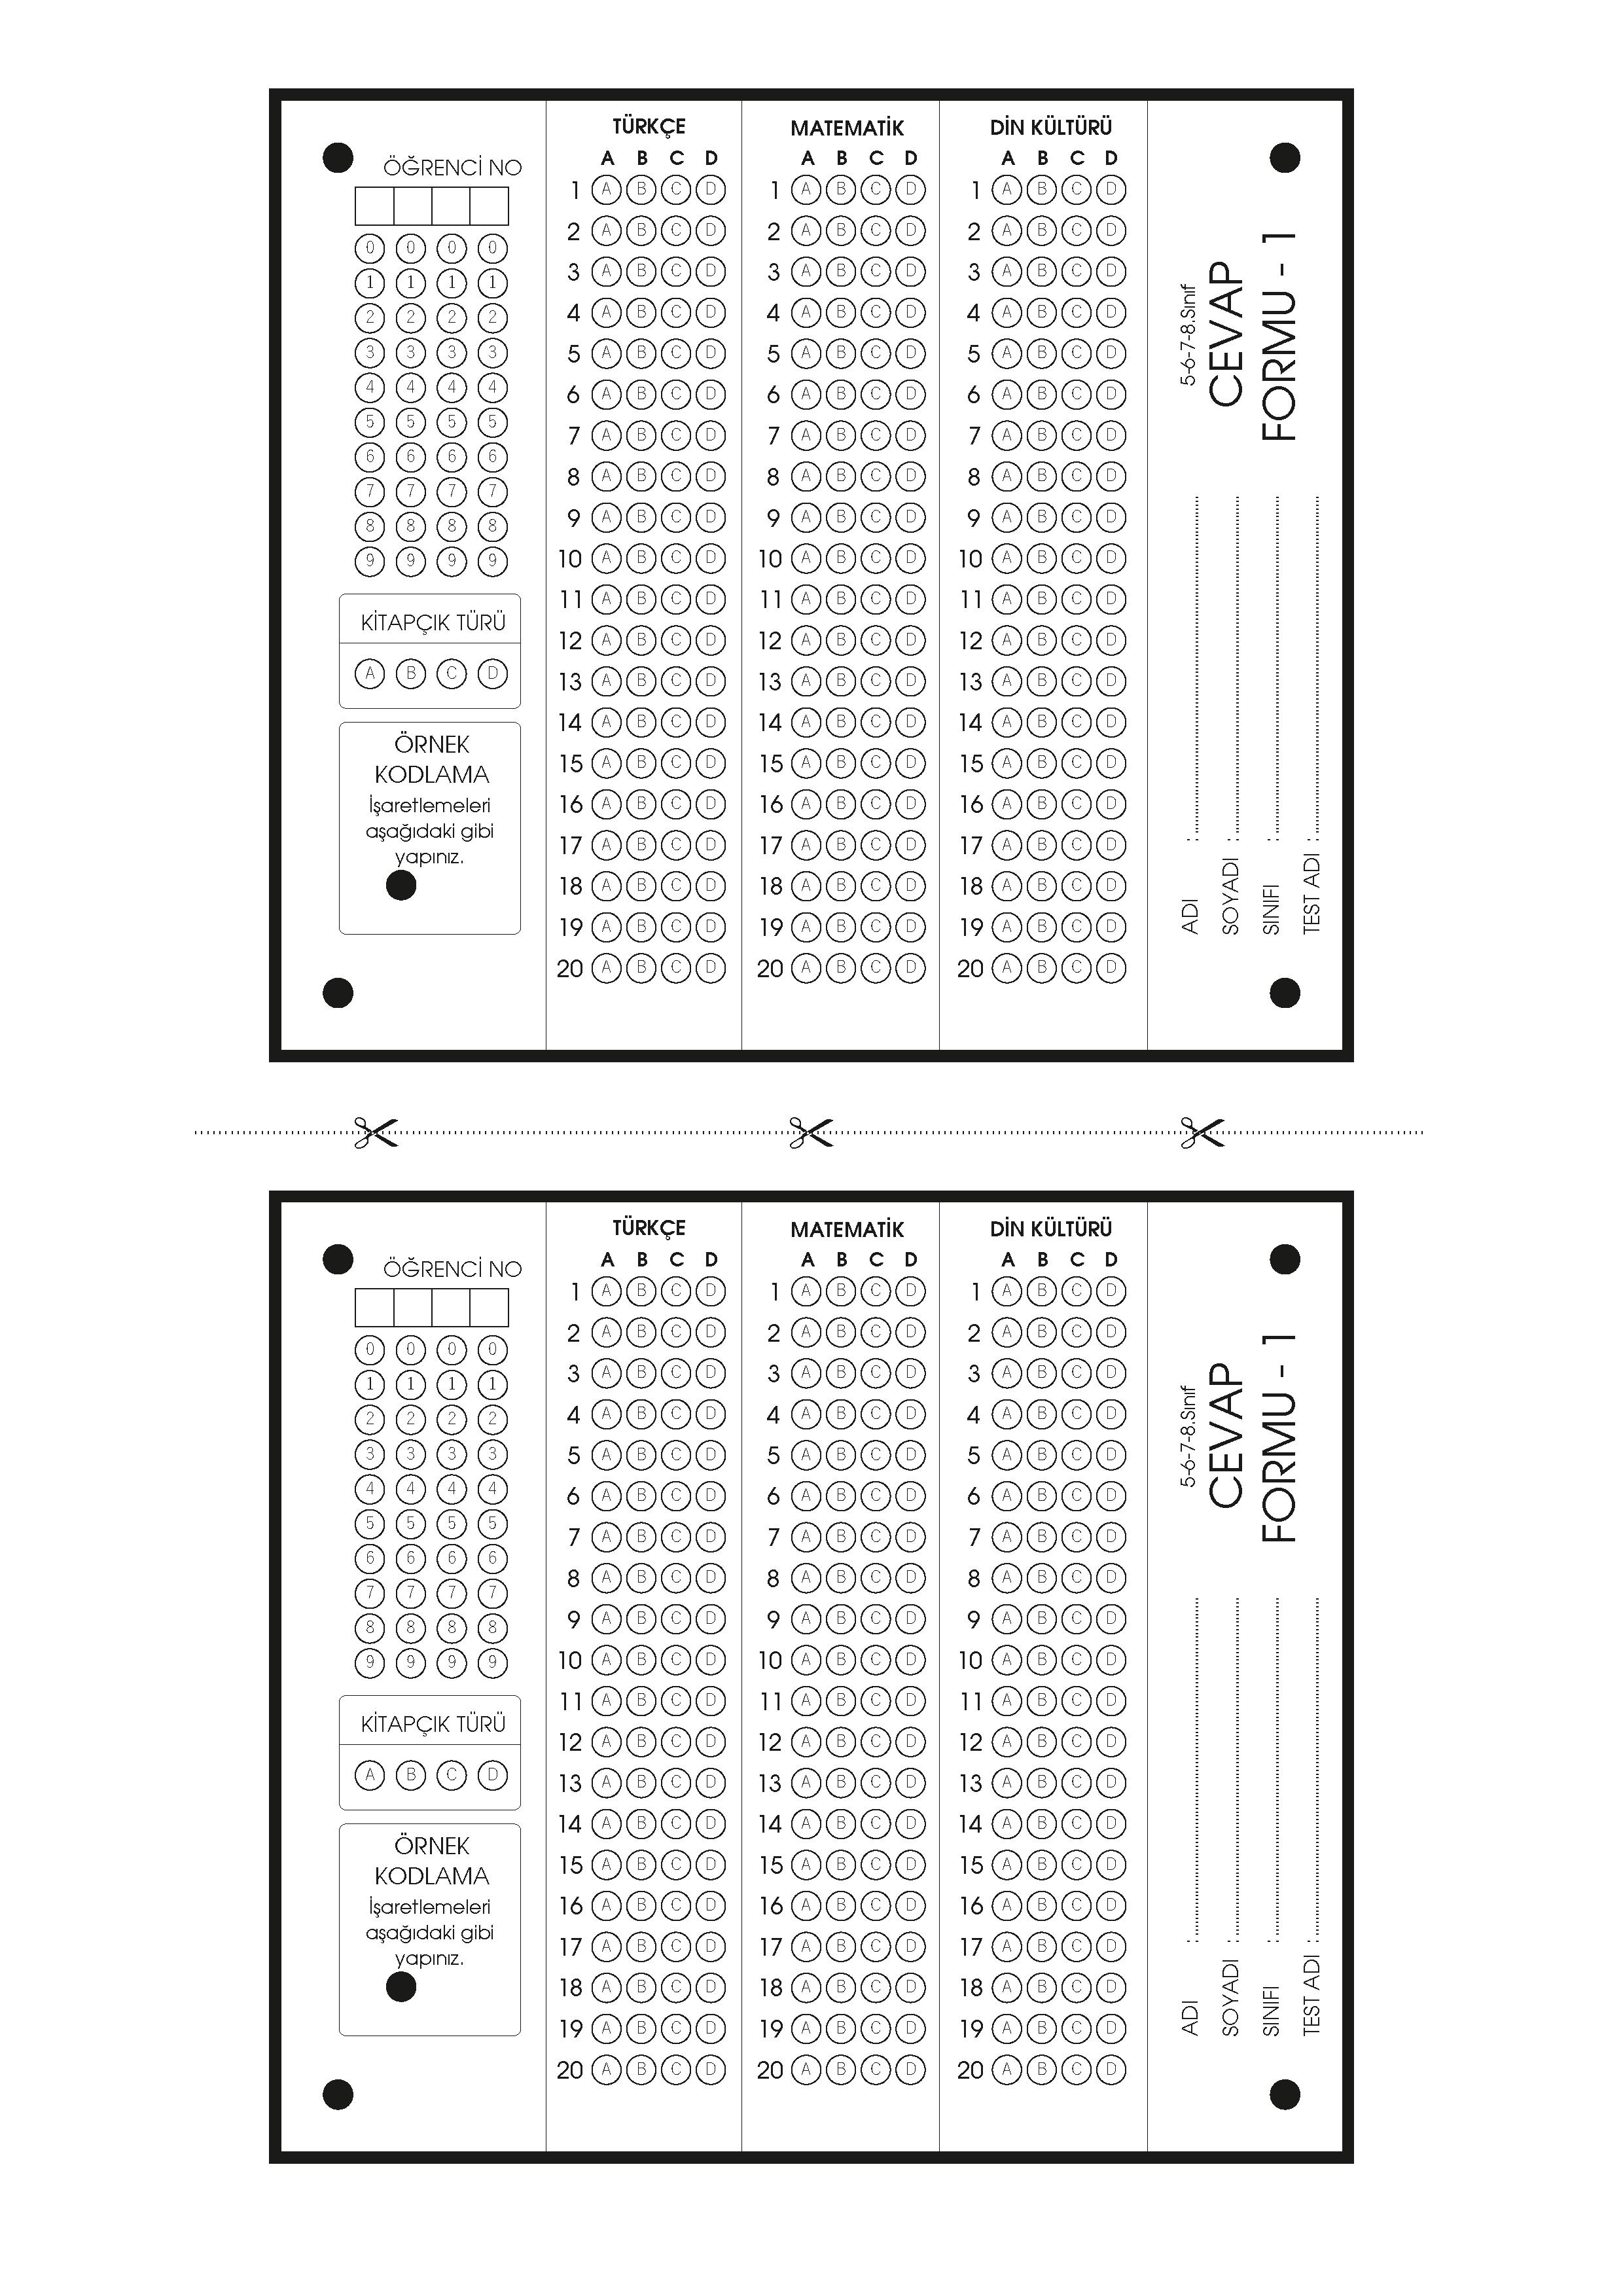 TÜRKÇE
MATEMATİK
DİN KÜLTÜRÜ
ÖĞRENCİ NO
A B C D
A B C D
A B C D
0 0 0 0
1 1 1 1
2 2 2 2
3 3 3 3
4 4 4 4
5 5 5 5
6 6 6 6
7 7 7 7
8 8 8 8
9 9 9 9
KİTAPÇIK TÜRÜ
A B C D
ÖRNEK
KODLAMA
İşaretlemeleri
aşağıdaki gibi
yapınız.
1 A B C D 1 A B C D 1 A B C D
2 A B C D 2 A B C D 2 A B C D
3 A B C D 3 A B C D 3 A B C D
4 A B C D 4 A B C D 4 A B C D
5 A B C D 5 A B C D 5 A B C D
6 A B C D 6 A B C D 6 A B C D
7 A B C D 7 A B C D 7 A B C D
8 A B C D 8 A B C D 8 A B C D
9 A B C D 9 A B C D 9 A B C D
10 A B C D 10 A B C D 10 A B C D
11 A B C D 11 A B C D 11 A B C D
12 A B C D 12 A B C D 12 A B C D
13 A B C D 13 A B C D 13 A B C D
14 A B C D 14 A B C D 14 A B C D
15 A B C D 15 A B C D 15 A B C D
16 A B C D 16 A B C D 16 A B C D
17 A B C D 17 A B C D 17 A B C D
18 A B C D 18 A B C D 18 A B C D
19 A B C D 19 A B C D 19 A B C D
20 A B C D 20 A B C D 20 A B C D
5-6-7-8.Sınıf
CEVAP
FORMU - 1
ADI :
SOYADI :
SINIFI :
TEST ADI :
TÜRKÇE
MATEMATİK
DİN KÜLTÜRÜ
ÖĞRENCİ NO
A B C D
A B C D
A B C D
0 0 0 0
1 1 1 1
2 2 2 2
3 3 3 3
4 4 4 4
5 5 5 5
6 6 6 6
7 7 7 7
8 8 8 8
9 9 9 9
KİTAPÇIK TÜRÜ
A B C D
ÖRNEK
KODLAMA
İşaretlemeleri
aşağıdaki gibi
yapınız.
1 A B C D 1 A B C D 1 A B C D
2 A B C D 2 A B C D 2 A B C D
3 A B C D 3 A B C D 3 A B C D
4 A B C D 4 A B C D 4 A B C D
5 A B C D 5 A B C D 5 A B C D
6 A B C D 6 A B C D 6 A B C D
7 A B C D 7 A B C D 7 A B C D
8 A B C D 8 A B C D 8 A B C D
9 A B C D 9 A B C D 9 A B C D
10 A B C D 10 A B C D 10 A B C D
11 A B C D 11 A B C D 11 A B C D
12 A B C D 12 A B C D 12 A B C D
13 A B C D 13 A B C D 13 A B C D
14 A B C D 14 A B C D 14 A B C D
15 A B C D 15 A B C D 15 A B C D
16 A B C D 16 A B C D 16 A B C D
17 A B C D 17 A B C D 17 A B C D
18 A B C D 18 A B C D 18 A B C D
19 A B C D 19 A B C D 19 A B C D
20 A B C D 20 A B C D 20 A B C D
5-6-7-8.Sınıf
CEVAP
FORMU - 1
ADI :
SOYADI :
SINIFI :
TEST ADI :